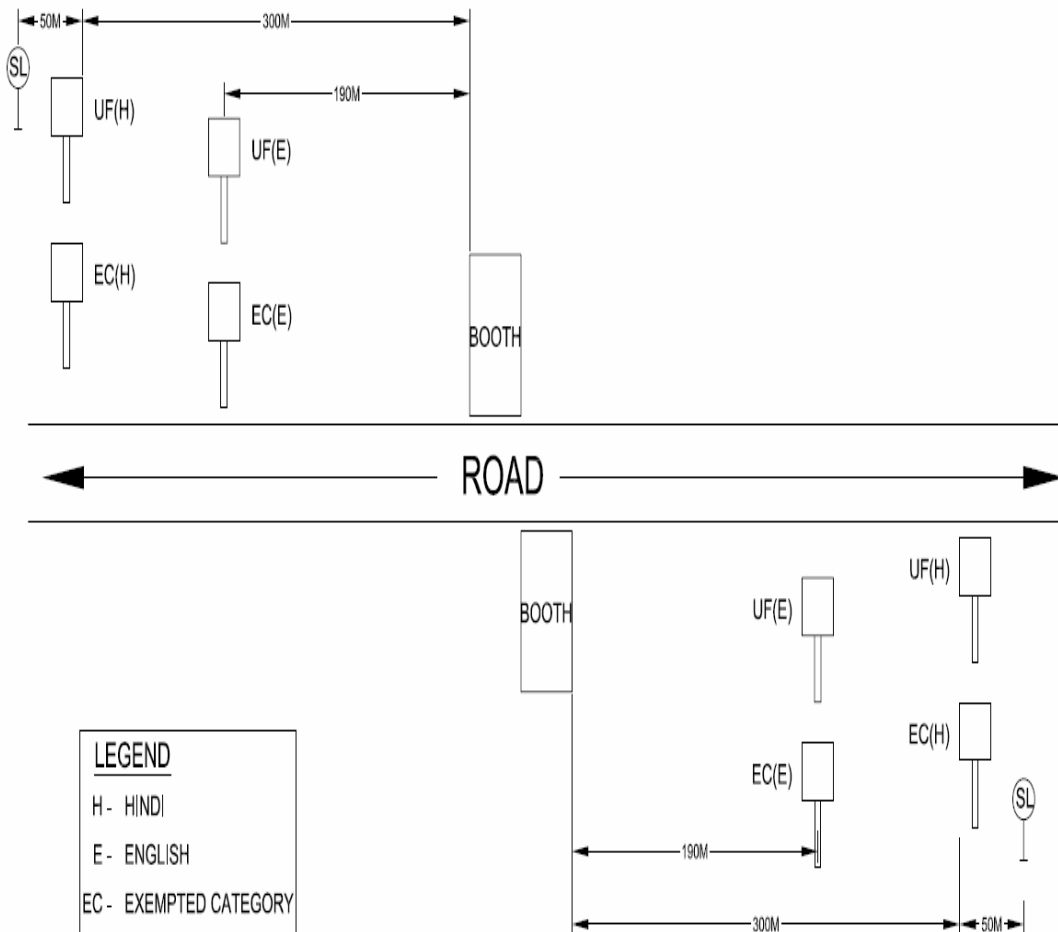 50M 300M
SL
UF(H)
190M
UF(E)
EC(H)
EC(E)
BOOTH
ROAD
BOOTH
UF(H)
UF(E)
EC(H)
EC(E)
SL
190M
300M 50M
LEGEND
H - HINDI
E - ENGLISH
EC - EXEMPTED CATEGORY